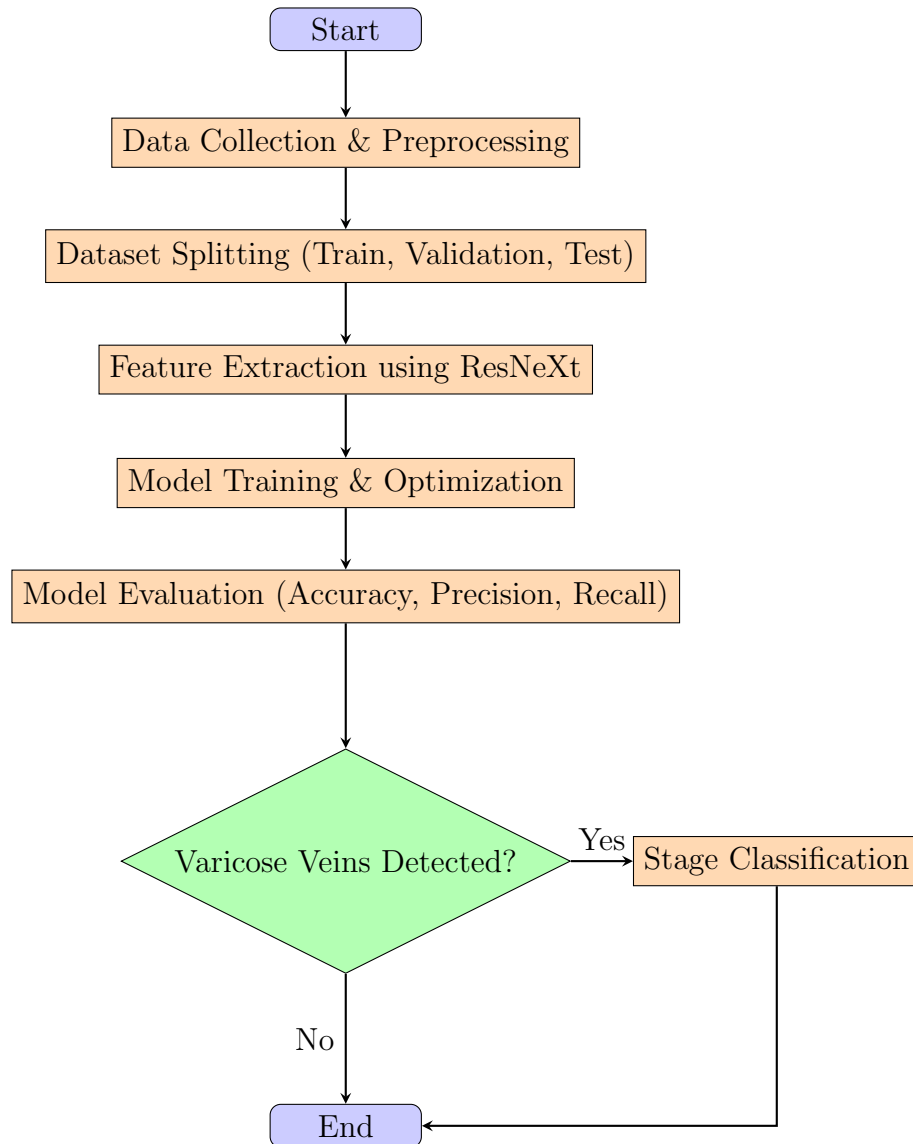 Start
Data Collection & Preprocessing
Dataset Splitting (Train, Validation, Test)
Feature Extraction using ResNeXt
Model Training & Optimization
Model Evaluation (Accuracy, Precision, Recall)
Varicose Veins Detected?
Yes
Stage Classification
No
End